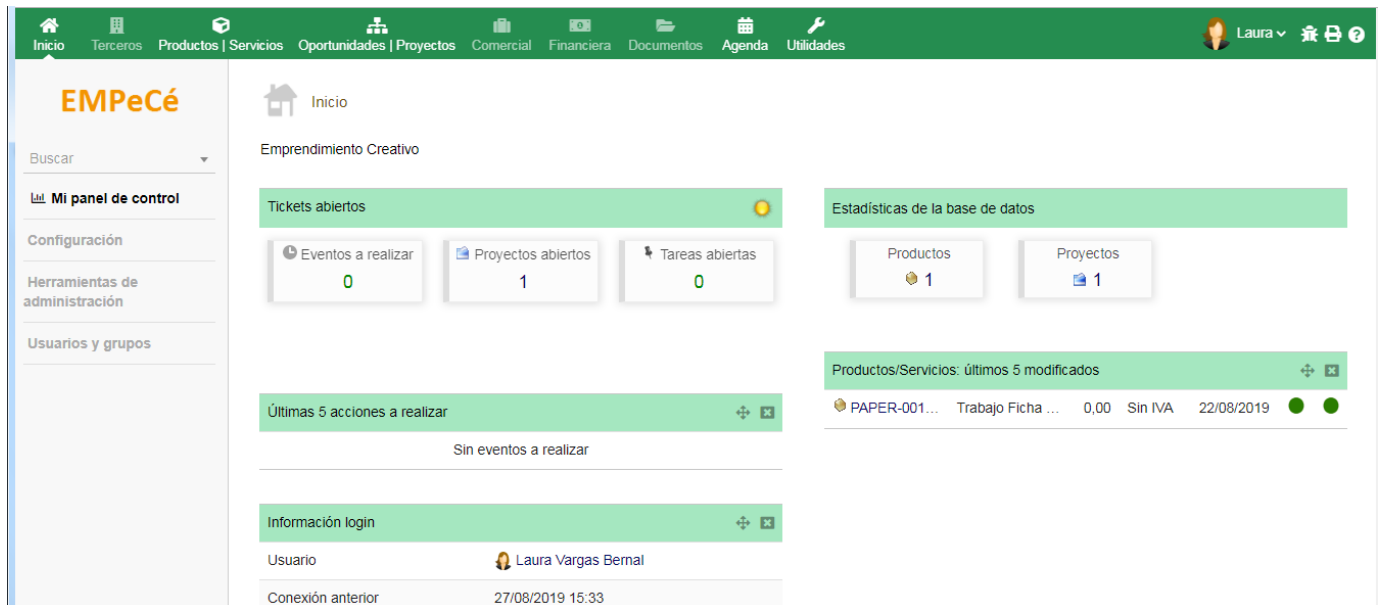 Inicio Terceros Productos | Servicios Oportunidades | Proyectos Comercial Financiera Documentos Agenda Utilidades Laura
EMPeCé
Buscar
Mi panel de control
Configuración
Herramientas de
administración
Usuarios y grupos
Inicio
Emprendimiento Creativo
Tickets abiertos
Eventos a realizar
0
Proyectos abiertos
1
Tareas abiertas
0
Últimas 5 acciones a realizar
Sin eventos a realizar
Información login
Usuario Laura Vargas Bernal
Conexión anterior 27/08/2019 15:33
Estadísticas de la base de datos
Productos
1
Proyectos
1
Productos/Servicios: últimos 5 modificados
PAPER-001... Trabajo Ficha ... 0,00 Sin IVA 22/08/2019